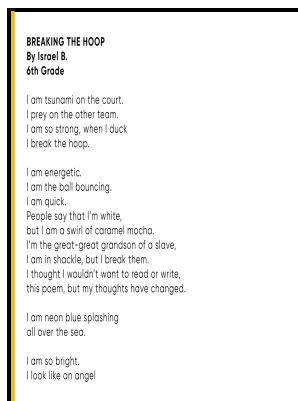 BREAKING THE HOOP
By Israel B.
6th Grade
I am tsunami on the court.
I prey on the other team.
I am so strong, when I duck
I break the hoop.
I am energetic.
I am the ball bouncing.
I am quick.
People say that I'm white,
but I am a swirl of caramel mocha.
I'm the great-great grandson of a slave,
I am in shackle, but I break them.
I thought I wouldn't want to read or write,
this poem, but my thoughts have changed.
I am neon blue splashing
all over the sea.
I am so bright.
I look like an angel